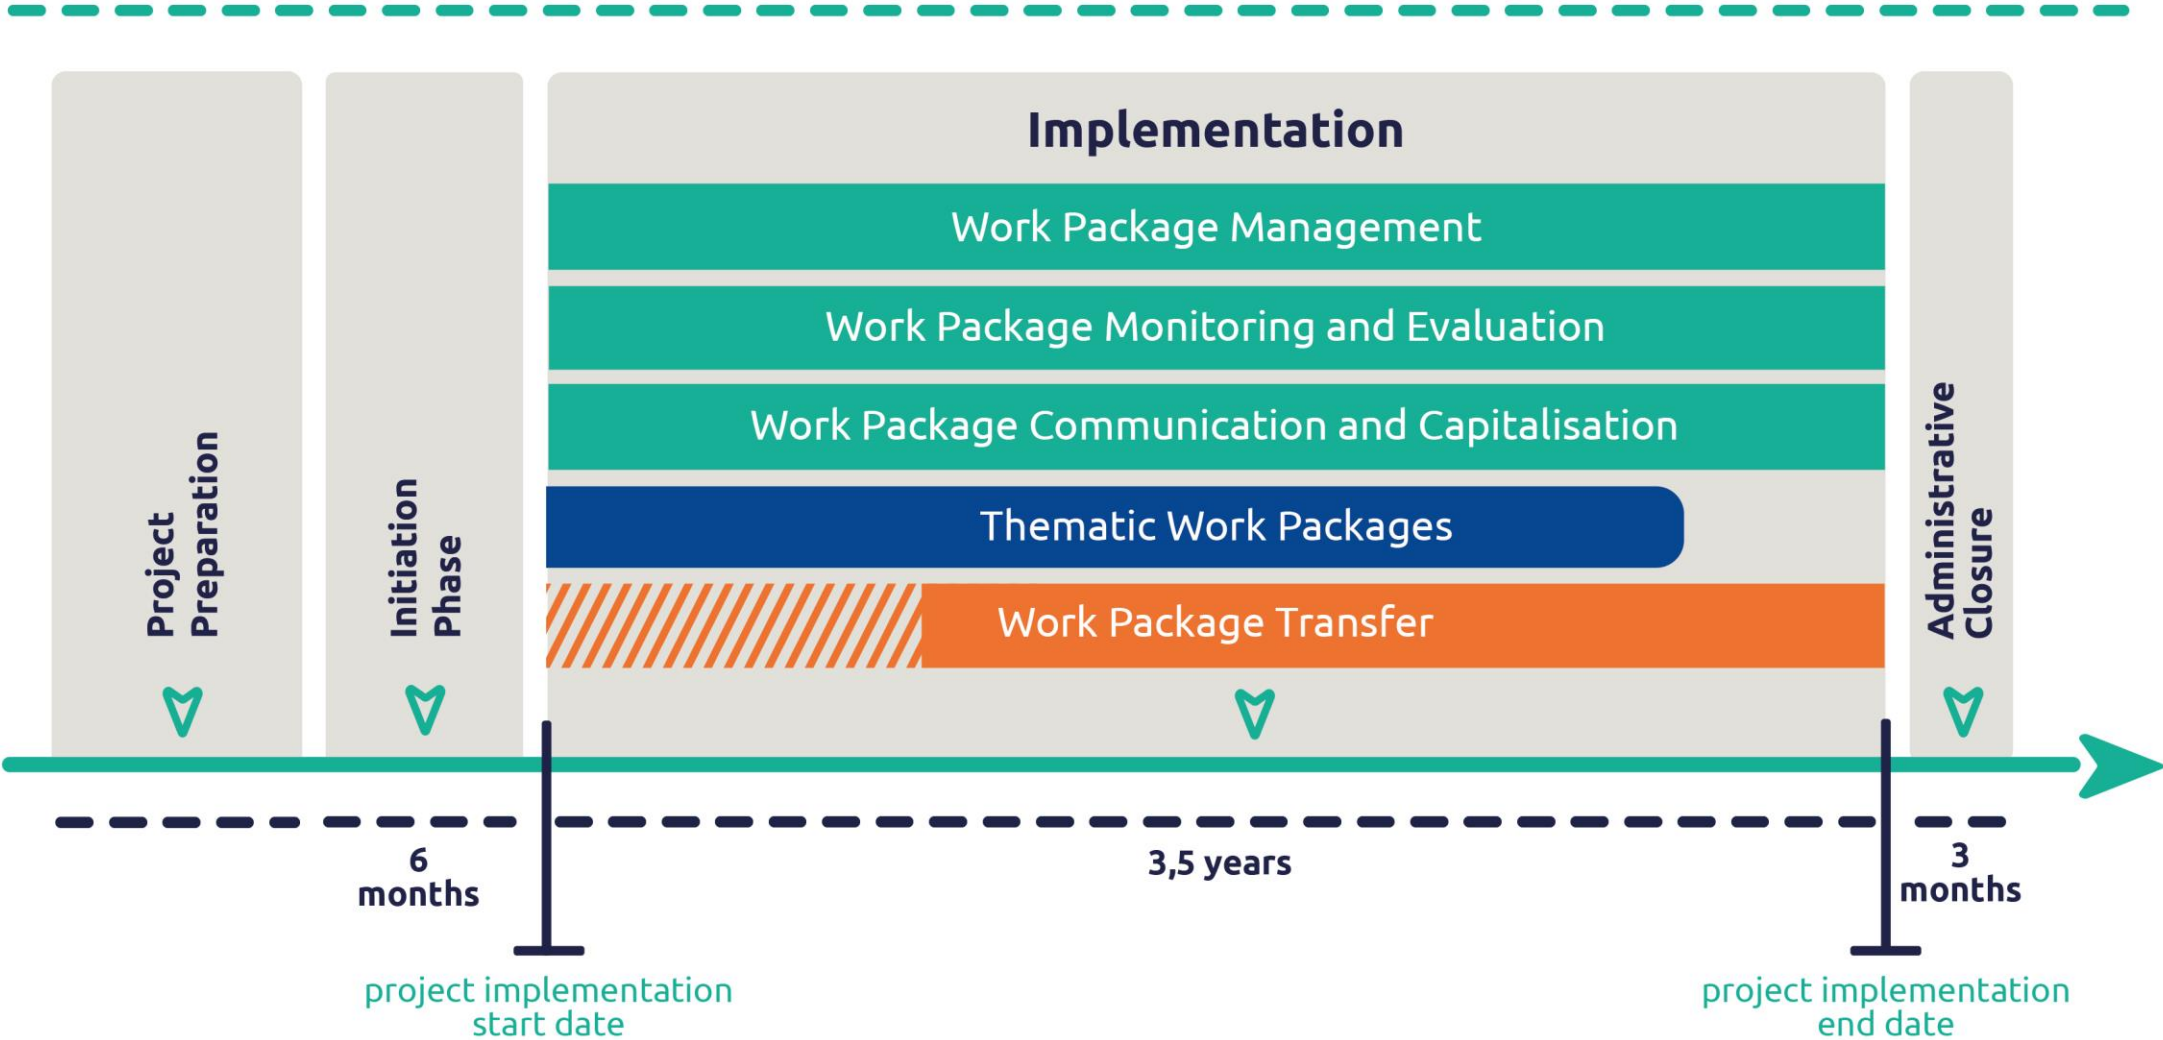 Project
Preparation
Initiation
Phase
Implementation
Work Package Management
Work Package Monitoring and Evaluation
Work Package Communication and Capitalisation
Thematic Work Packages
Work Package Transfer
Administrative
Closure
6
months
3,5 years
3
months
project implementation
start date
project implementation
end date